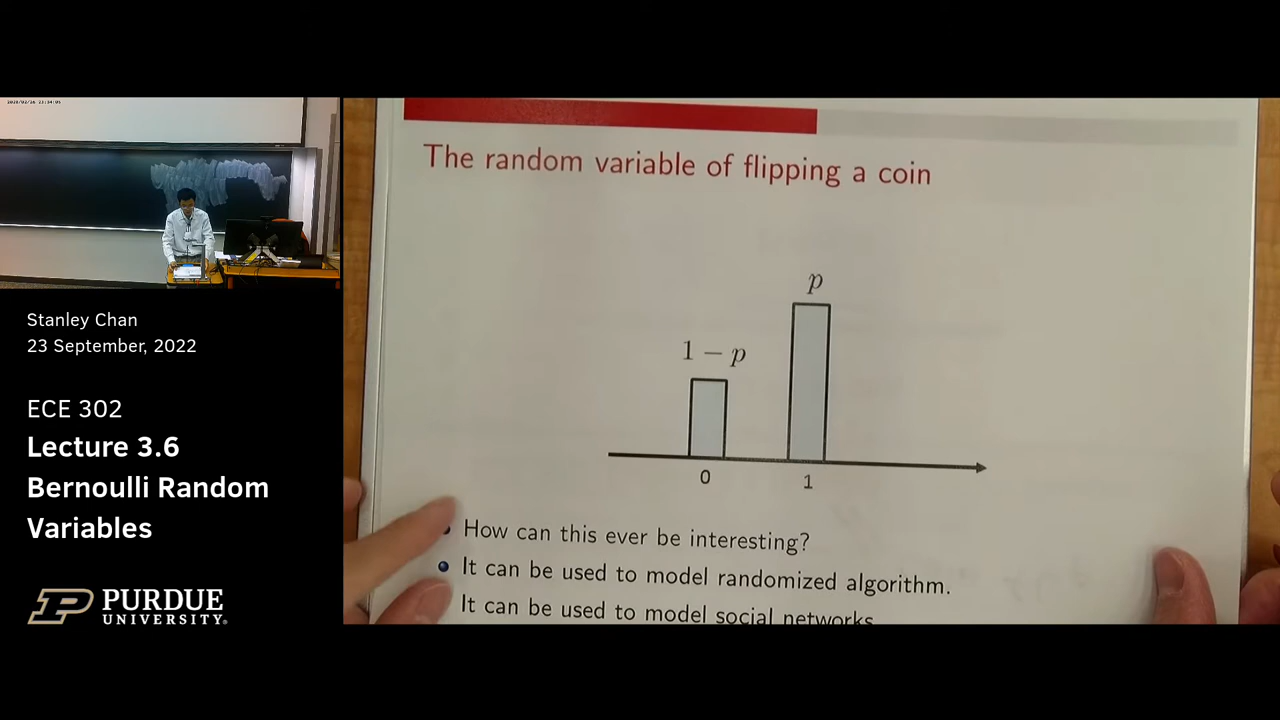 Stanley Chan
23 September, 2022
ECE 302
Lecture 3.6
Bernoulli Random
Variables
PURDUE
UNIVERSITY
The random variable of flipping a coin
p
1 − p
0
1
How can this ever be interesting?
It can be used to model randomized algorithm.
It can be used to model social networks